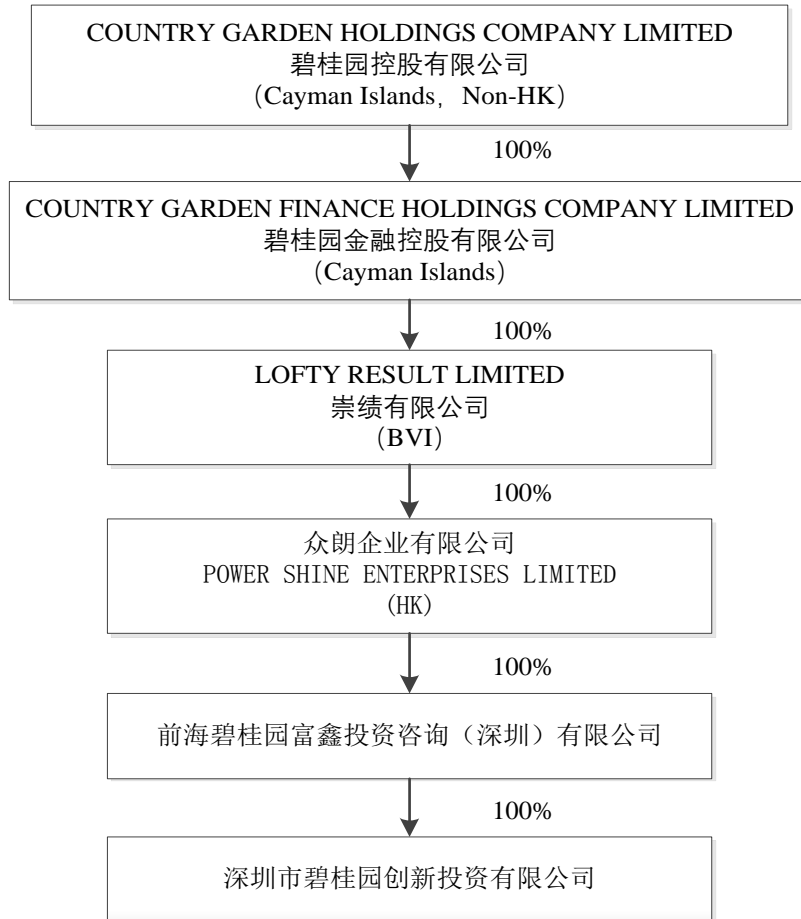 COUNTRY GARDEN HOLDINGS COMPANY LIMITED
碧桂园控股有限公司
（Cayman Islands，Non-HK）
100%
COUNTRY GARDEN FINANCE HOLDINGS COMPANY LIMITED
碧桂园金融控股有限公司
（Cayman Islands）
100%
LOFTY RESULT LIMITED
崇绩有限公司
（BVI）
100%
众朗企业有限公司
POWER SHINE ENTERPRISES LIMITED
(HK)
100%
前海碧桂园富鑫投资咨询（深圳）有限公司
100%
深圳市碧桂园创新投资有限公司